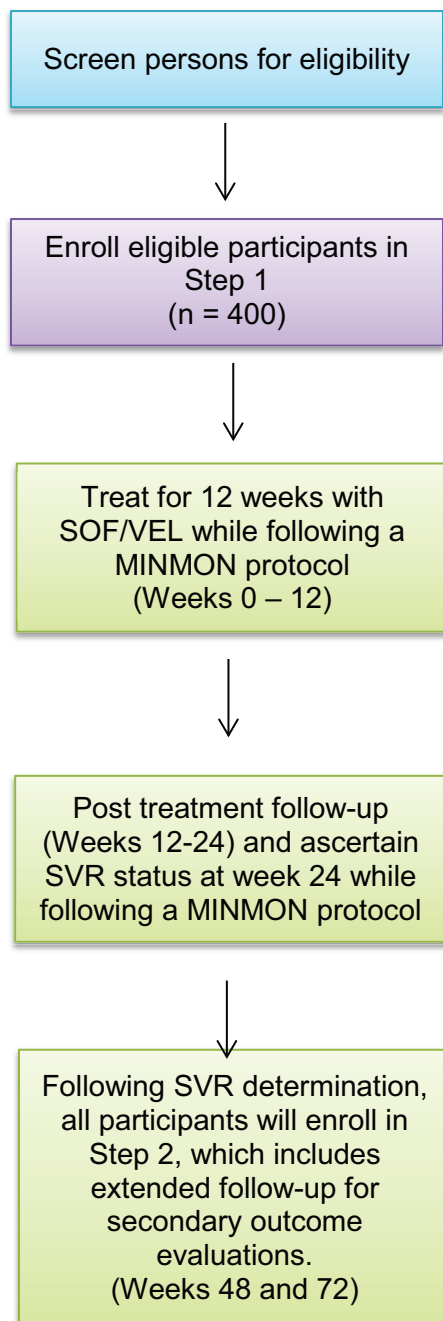 Screen persons for eligibility
Enroll eligible participants in
Step 1
(n = 400)
Treat for 12 weeks with
SOF/VEL while following a
MINMON protocol
(Weeks 0 – 12)
Post treatment follow-up
(Weeks 12-24) and ascertain
SVR status at week 24 while
following a MINMON protocol
Following SVR determination,
all participants will enroll in
Step 2, which includes
extended follow-up for
secondary outcome
evaluations.
(Weeks 48 and 72)